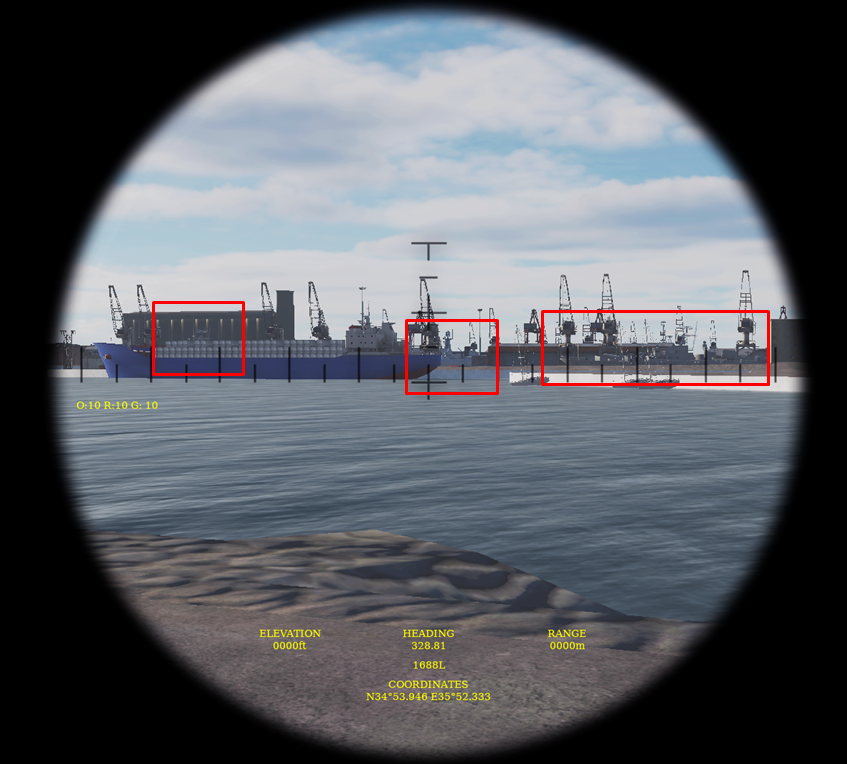 O:10 R:10 G: 10
ELEVATION HEADING RANGE
0000ft 328.81 0000m
1688L
COORDINATES
N34°53.946 E35°52.333